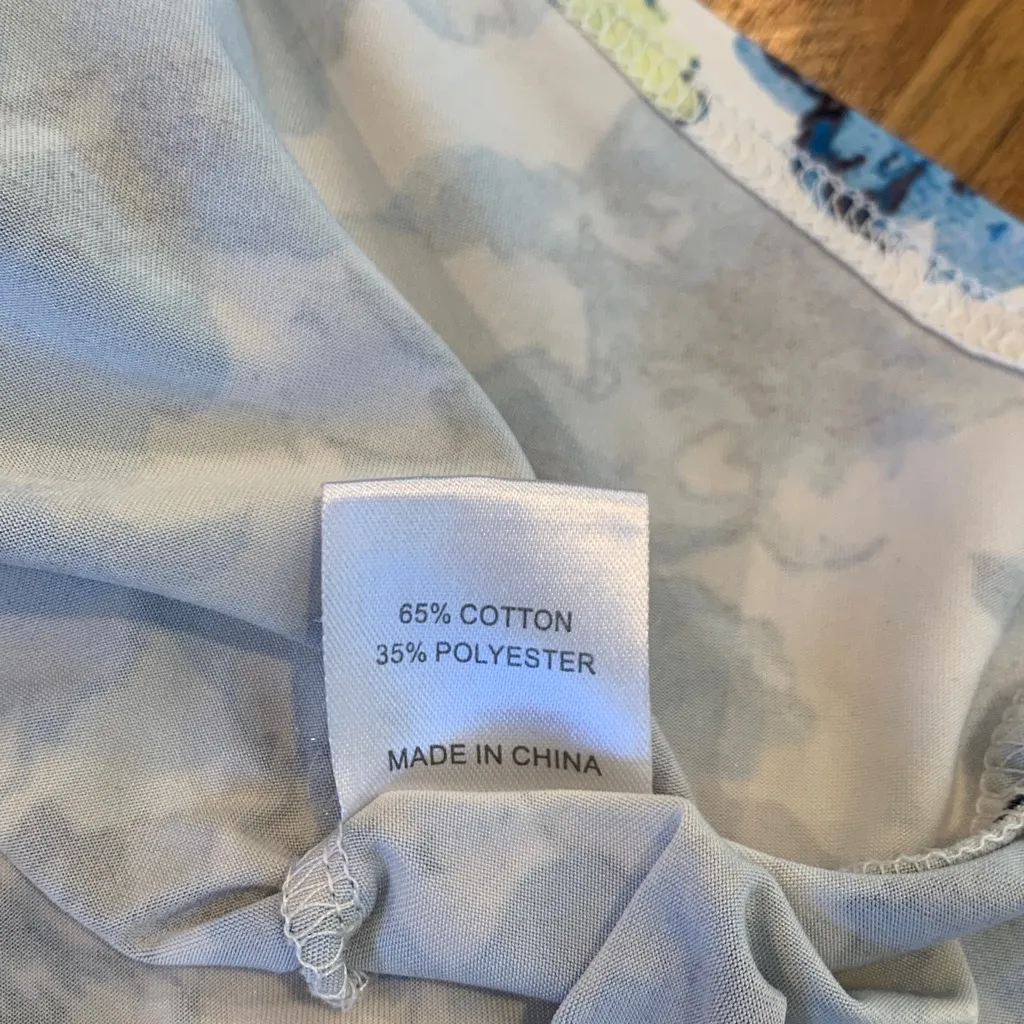 65% COTTON
35% POLYESTER
MADE IN CHINA